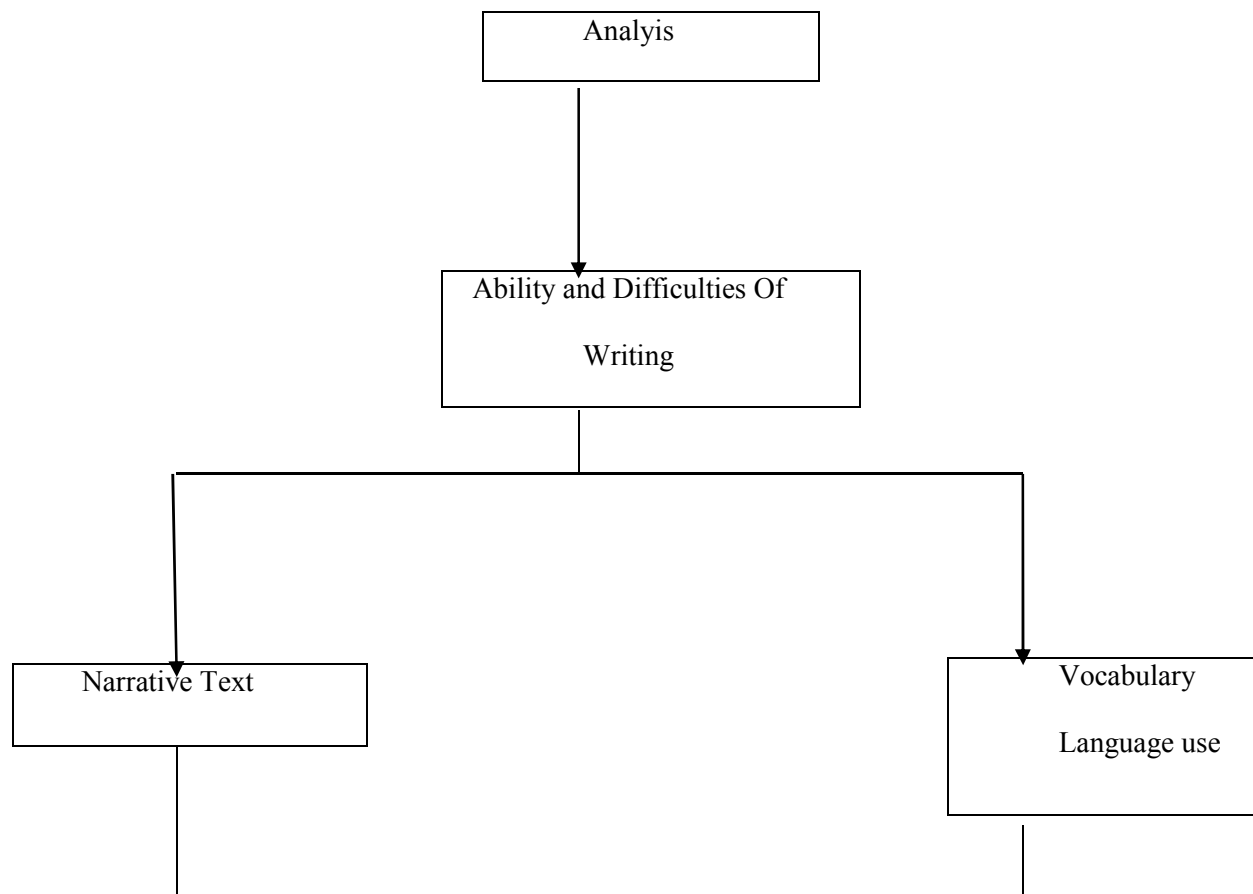 Analyis
Ability and Difficulties Of
Writing
Narrative Text
Vocabulary
Language use